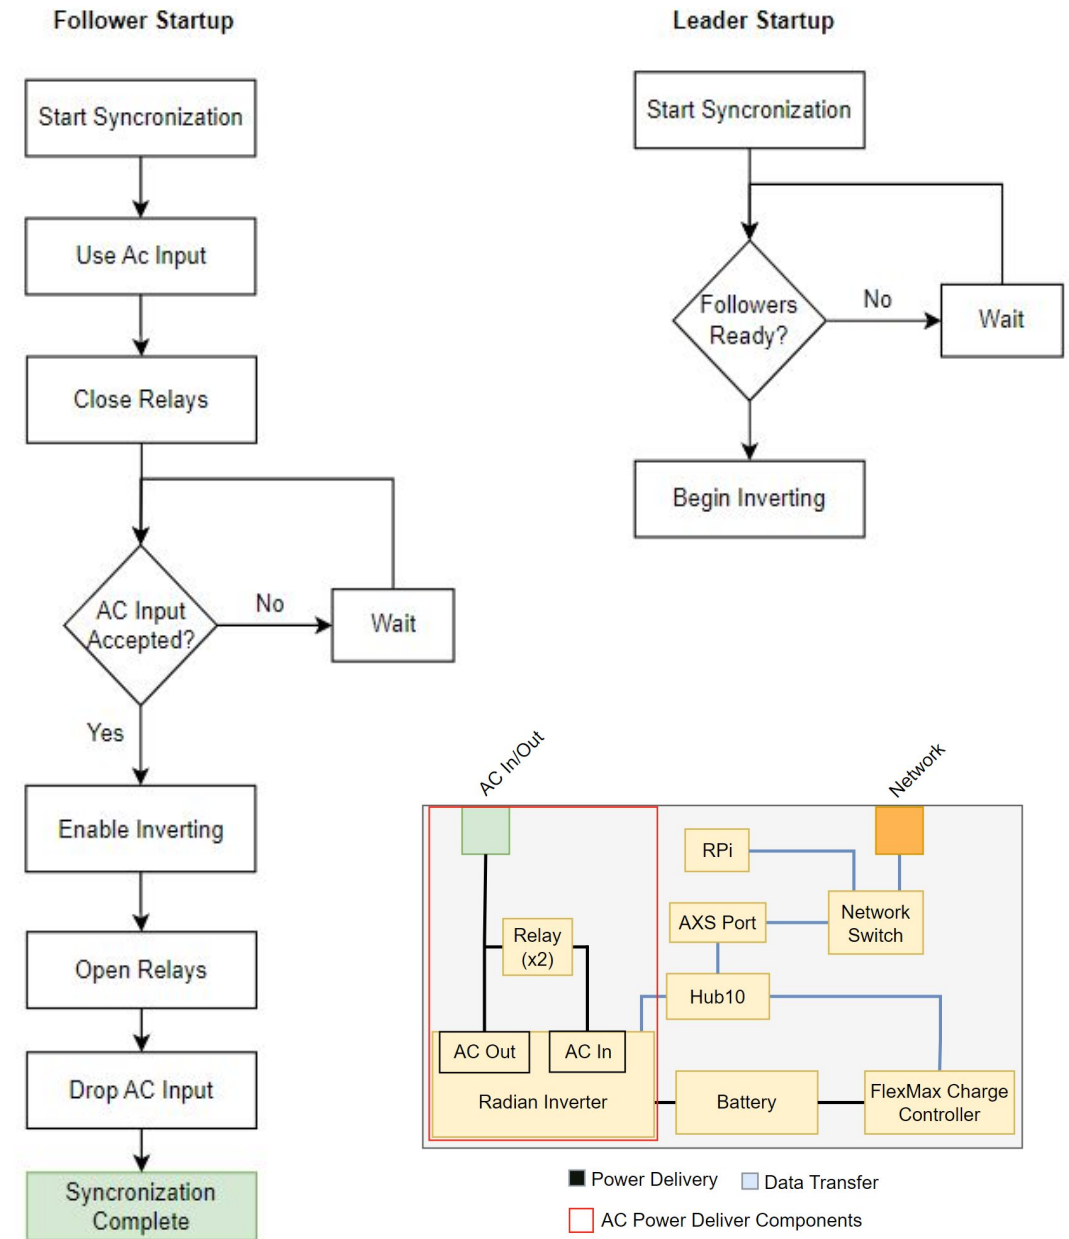 Follower Startup
Start Syncronization
Use Ac Input
Close Relays
AC Input
Accepted?
No
Wait
Yes
Enable Inverting
Open Relays
Drop AC Input
Syncronization
Complete
Leader Startup
Start Syncronization
Followers
Ready?
No
Wait
Begin Inverting
AC In/Out
Network
RPi
AXS Port
Network
Switch
Relay
(x2)
Hub10
AC Out
AC In
Radian Inverter
Battery
FlexMax Charge
Controller
Power Delivery
Data Transfer
AC Power Deliver Components